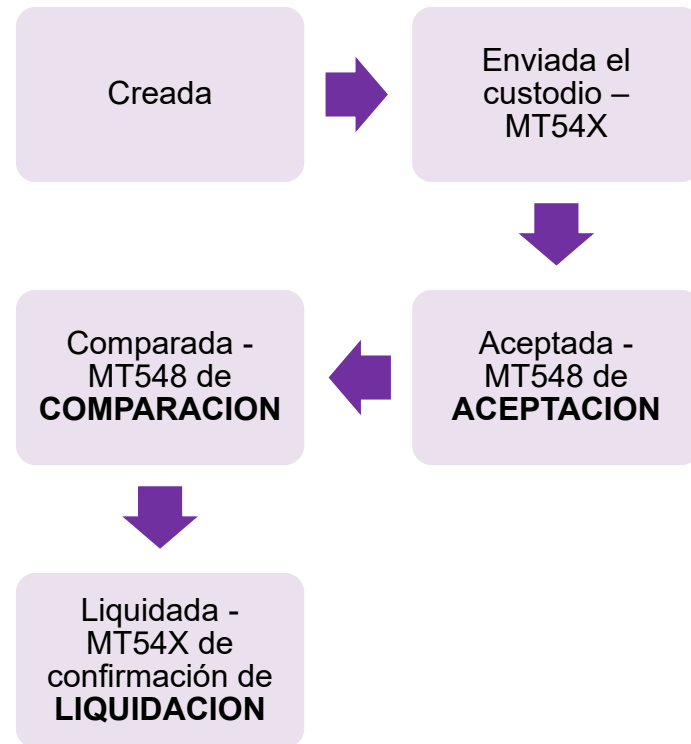 Creada
Enviada el
custodio –
MT54X
Aceptada -
MT548 de
ACEPTACION
Comparada -
MT548 de
COMPARACION
Liquidada -
MT54X de
confirmación de
LIQUIDACION